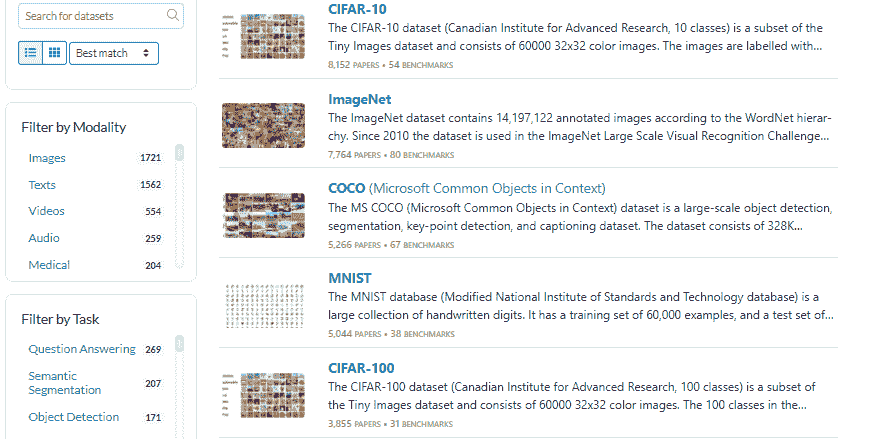 Search for datasets
Best match
Filter by Modality
Images 1721
Texts 1562
Videos 554
Audio 259
Medical 204
Filter by Task
Question Answering 269
Semantic
Segmentation 207
Object Detection 171
CIFAR-10
The CIFAR-10 dataset (Canadian Institute for Advanced Research, 10 classes) is a subset of the
Tiny Images dataset and consists of 60000 32x32 color images. The images are labelled with...
8,152 PAPERS • 54 BENCHMARKS
ImageNet
The ImageNet dataset contains 14,197,122 annotated images according to the WordNet hierar-
chy. Since 2010 the dataset is used in the ImageNet Large Scale Visual Recognition Challenge...
7,764 PAPERS • 80 BENCHMARKS
COCO (Microsoft Common Objects in Context)
The MS COCO (Microsoft Common Objects in Context) dataset is a large-scale object detection,
segmentation, key-point detection, and captioning dataset. The dataset consists of 328K...
5,266 PAPERS • 67 BENCHMARKS
MNIST
The MNIST database (Modified National Institute of Standards and Technology database) is a
large collection of handwritten digits. It has a training set of 60,000 examples, and a test set of...
5,044 PAPERS • 38 BENCHMARKS
CIFAR-100
The CIFAR-100 dataset (Canadian Institute for Advanced Research, 100 classes) is a subset of
the Tiny Images dataset and consists of 60000 32x32 color images. The 100 classes in the...
3,855 PAPERS • 31 BENCHMARKS